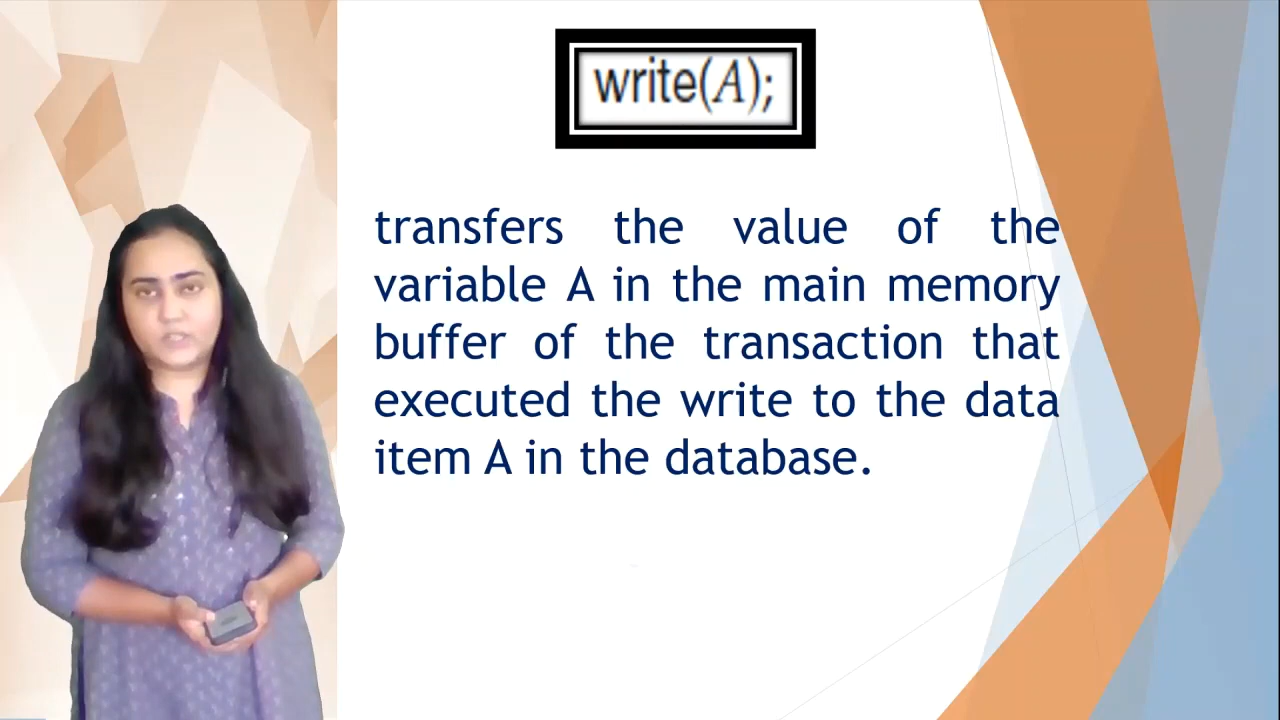 write(A);
transfers the value of the
variable A in the main memory
buffer of the transaction that
executed the write to the data
item A in the database.